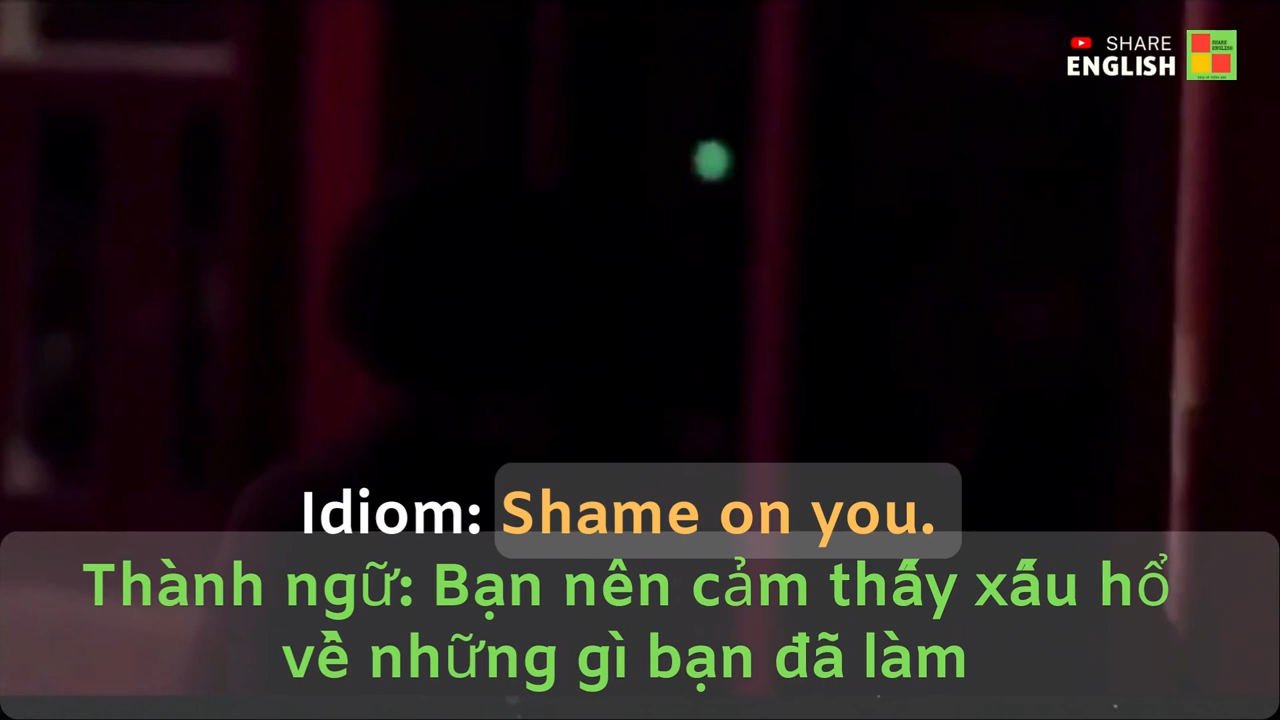 SHARE
ENGLISH
Idiom: Shame on you.
Thành ngữ: Bạn nên cảm thấy xấu hổ
về những gì bạn đã làm